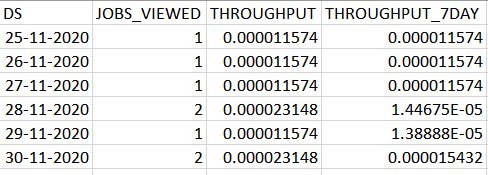 DS JOBS_VIEWED THROUGHPUT THROUGHPUT_7DAY
25-11-2020 1 0.000011574 0.000011574
26-11-2020 1 0.000011574 0.000011574
27-11-2020 1 0.000011574 0.000011574
28-11-2020 2 0.000023148 1.44675E-05
29-11-2020 1 0.000011574 1.38888E-05
30-11-2020 2 0.000023148 0.000015432